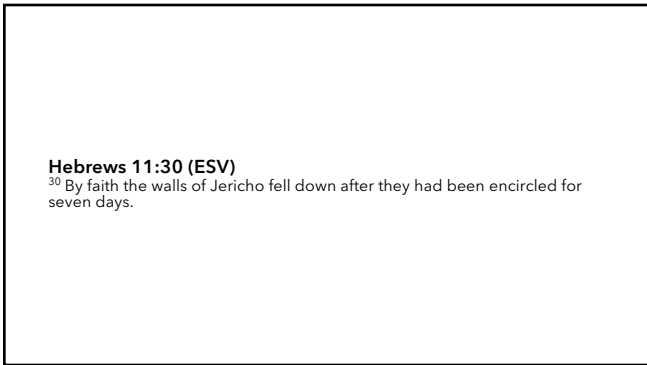 Hebrews 11:30 (ESV)
30 By faith the walls of Jericho fell down after they had been encircled for
seven days.